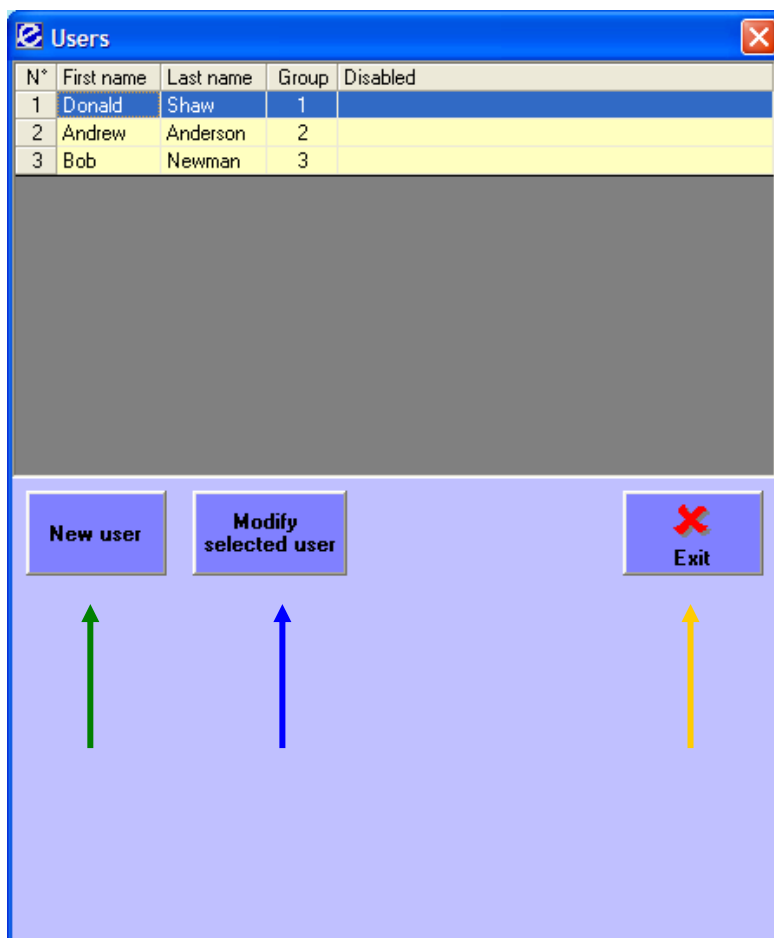 Users
N° First name Last name Group Disabled
1 Donald Shaw 1
2 Andrew Anderson 2
3 Bob Newman 3
New user
Modify
selected user
Exit